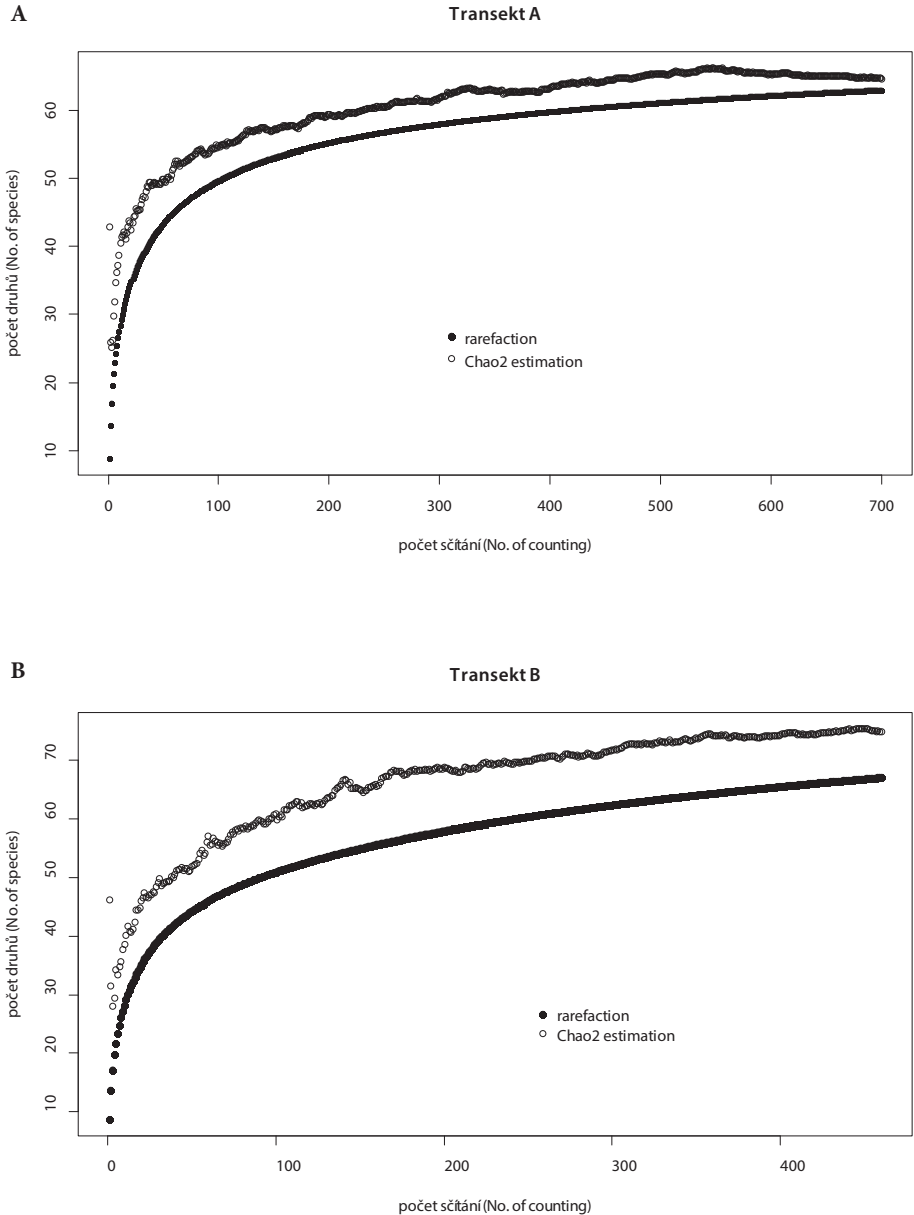 A
Transekt A
počet druhů (No. of species)
60
50
40
30
20
10
rarefaction
Chao2 estimation
0 100 200 300 400 500 600 700
počet sčítání (No. of counting)
B
Transekt B
počet druhů (No. of species)
70
60
50
40
30
20
10
rarefaction
Chao2 estimation
0 100 200 300 400
počet sčítání (No. of counting)